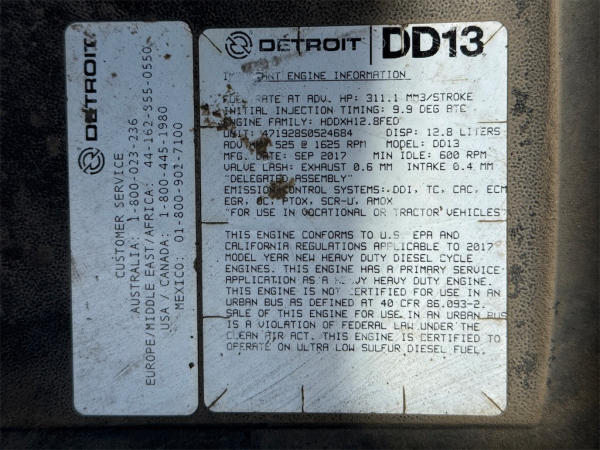 DETROIT
CUSTOMER SERVICE
AUSTRALIA: 1-800-023-236
EUROPE/MIDDLE EAST/AFRICA: 44-162-355-0550
USA / CANADA: 1-800-445-1980
MEXICO: 01-800-901-7100
DETROIT DD13
ENGINE INFORMATION
FUEL RATE AT ADV. HP: 311.1 MM3/STROKE
INITIAL INJECTION TIMING: 9.9 DEG BTC
ENGINE FAMILY: HDDXH12.8FED
UNIT: 471928S0524684 DISP: 12.8 LITERS
ADV 525 @ 1625 RPM MODEL: DD13
MFG. DATE: SEP 2017 MIN IDLE: 600 RPM
VALVE LASH: EXHAUST 0.6 MM INTAKE 0.4 MM
"DELEGATED ASSEMBLY"
EMISSION CONTROL SYSTEMS: DDI, TC, CAC, ECM
EGR, OC, PTOX, SCR-U, AMOX
"FOR USE IN VOCATIONAL OR TRACTOR VEHICLES"
THIS ENGINE CONFORMS TO U.S. EPA AND
CALIFORNIA REGULATIONS APPLICABLE TO 2017
MODEL YEAR NEW HEAVY DUTY DIESEL CYCLE
ENGINES. THIS ENGINE HAS A PRIMARY SERVICE
APPLICATION AS A HEAVY HEAVY DUTY ENGINE.
THIS ENGINE IS NOT CERTIFIED FOR USE IN AN
URBAN BUS AS DEFINED AT 40 CFR 86.093-2.
SALE OF THIS ENGINE FOR USE IN AN URBAN BUS
IS A VIOLATION OF FEDERAL LAW UNDER THE
CLEAN AIR ACT. THIS ENGINE IS CERTIFIED TO
OPERATE ON ULTRA LOW SULFUR DIESEL FUEL.